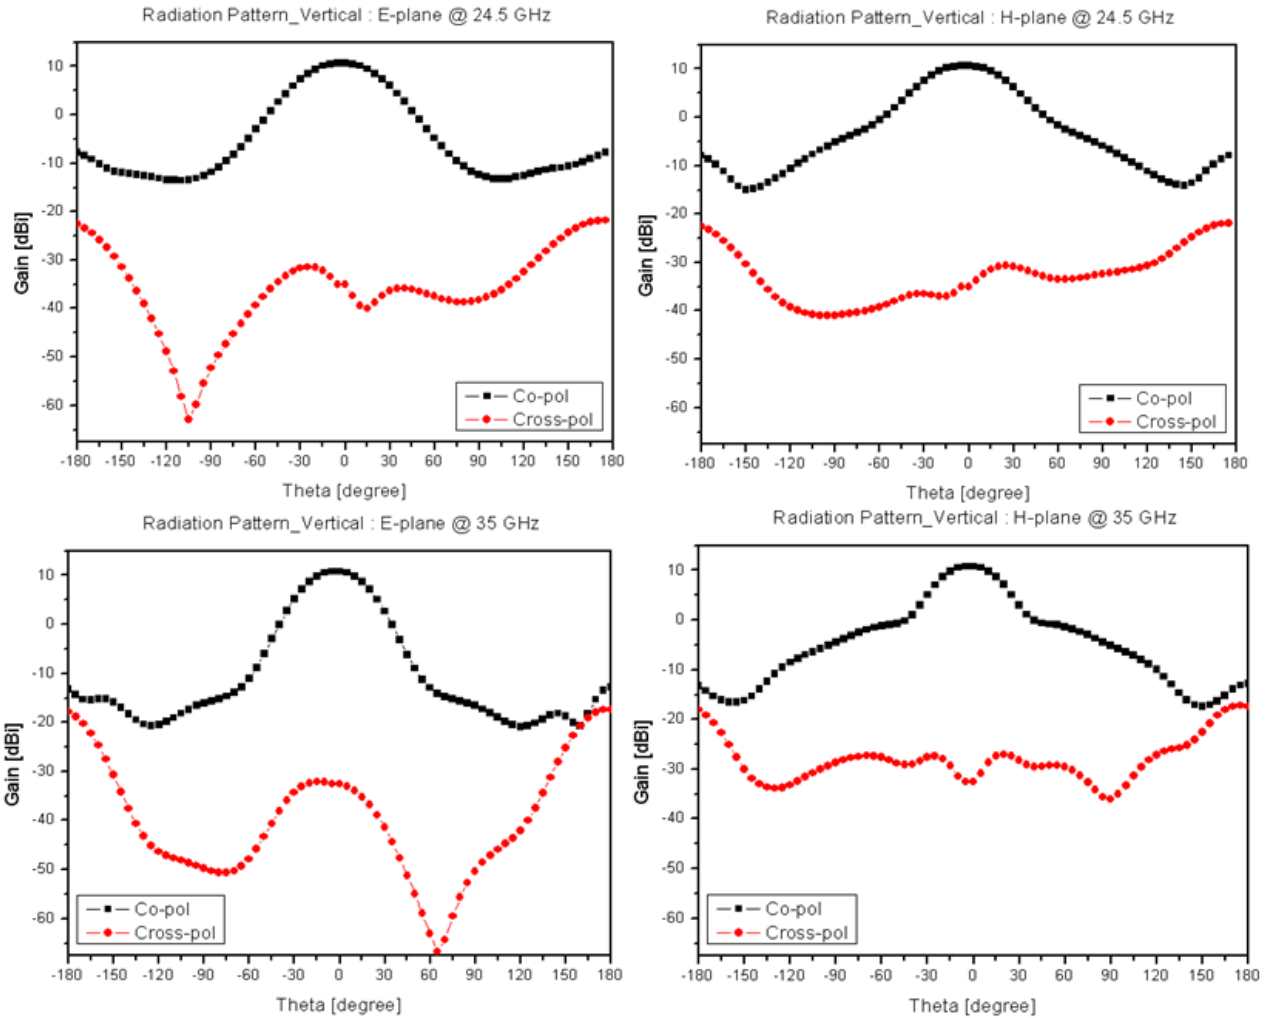 Radiation Pattern_Vertical : E-plane @ 24.5 GHz
10
0
-10
-20
-30
-40
-50
-60
Gain [dBi]
Co-pol
Cross-pol
-180 -150 -120 -90 -60 -30 0 30 60 90 120 150 180
Theta [degree]
Radiation Pattern_Vertical : H-plane @ 24.5 GHz
10
0
-10
-20
-30
-40
-50
-60
Gain [dBi]
Co-pol
Cross-pol
-180 -150 -120 -90 -60 -30 0 30 60 90 120 150 180
Theta [degree]
Radiation Pattern_Vertical : E-plane @ 35 GHz
10
0
-10
-20
-30
-40
-50
-60
Gain [dBi]
Co-pol
Cross-pol
-180 -150 -120 -90 -60 -30 0 30 60 90 120 150 180
Theta [degree]
Radiation Pattern_Vertical : H-plane @ 35 GHz
10
0
-10
-20
-30
-40
-50
-60
Gain [dBi]
Co-pol
Cross-pol
-180 -150 -120 -90 -60 -30 0 30 60 90 120 150 180
Theta [degree]